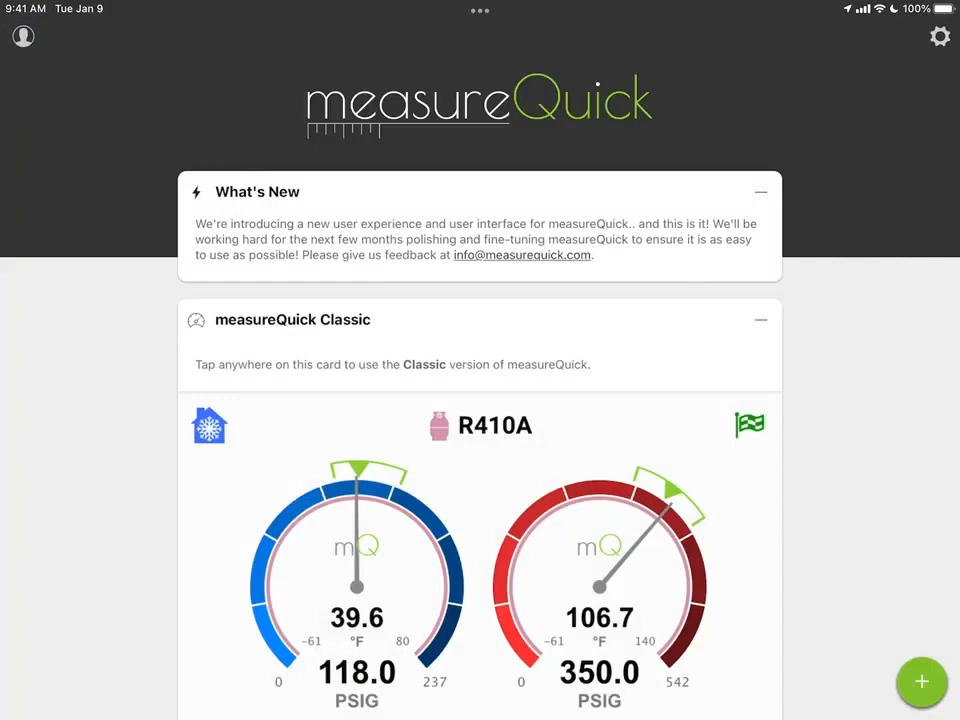 9:41 AM Tue Jan 9
100%
measureQuick
What's New
We're introducing a new user experience and user interface for measureQuick.. and this is it! We'll be
working hard for the next few months polishing and fine-tuning measureQuick to ensure it is as easy
to use as possible! Please give us feedback at info@measurequick.com.
measureQuick Classic
Tap anywhere on this card to use the Classic version of measureQuick.
R410A
mQ
mQ
39.6
106.7
-61 °F 80
-61 °F 140
118.0
350.0
0 237
0 542
PSIG
PSIG